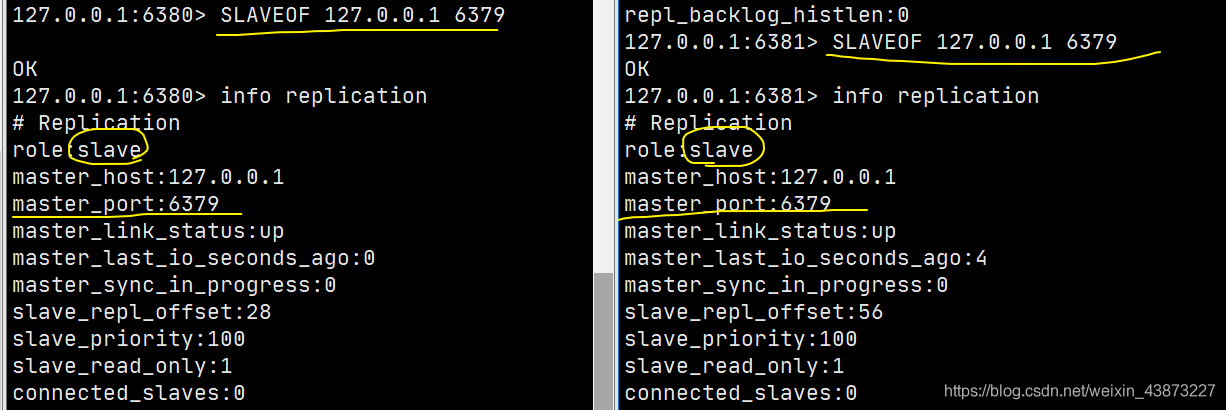 127.0.0.1:6380> SLAVEOF 127.0.0.1 6379
OK
127.0.0.1:6380> info replication
# Replication
role:slave
master_host:127.0.0.1
master_port:6379
master_link_status:up
master_last_io_seconds_ago:0
master_sync_in_progress:0
slave_repl_offset:28
slave_priority:100
slave_read_only:1
connected_slaves:0
repl_backlog_histlen:0
127.0.0.1:6381> SLAVEOF 127.0.0.1 6379
OK
127.0.0.1:6381> info replication
# Replication
role:slave
master_host:127.0.0.1
master_port:6379
master_link_status:up
master_last_io_seconds_ago:4
master_sync_in_progress:0
slave_repl_offset:56
slave_priority:100
slave_read_only:1
connected_slaves:0
https://blog.csdn.net/weixin_43873227